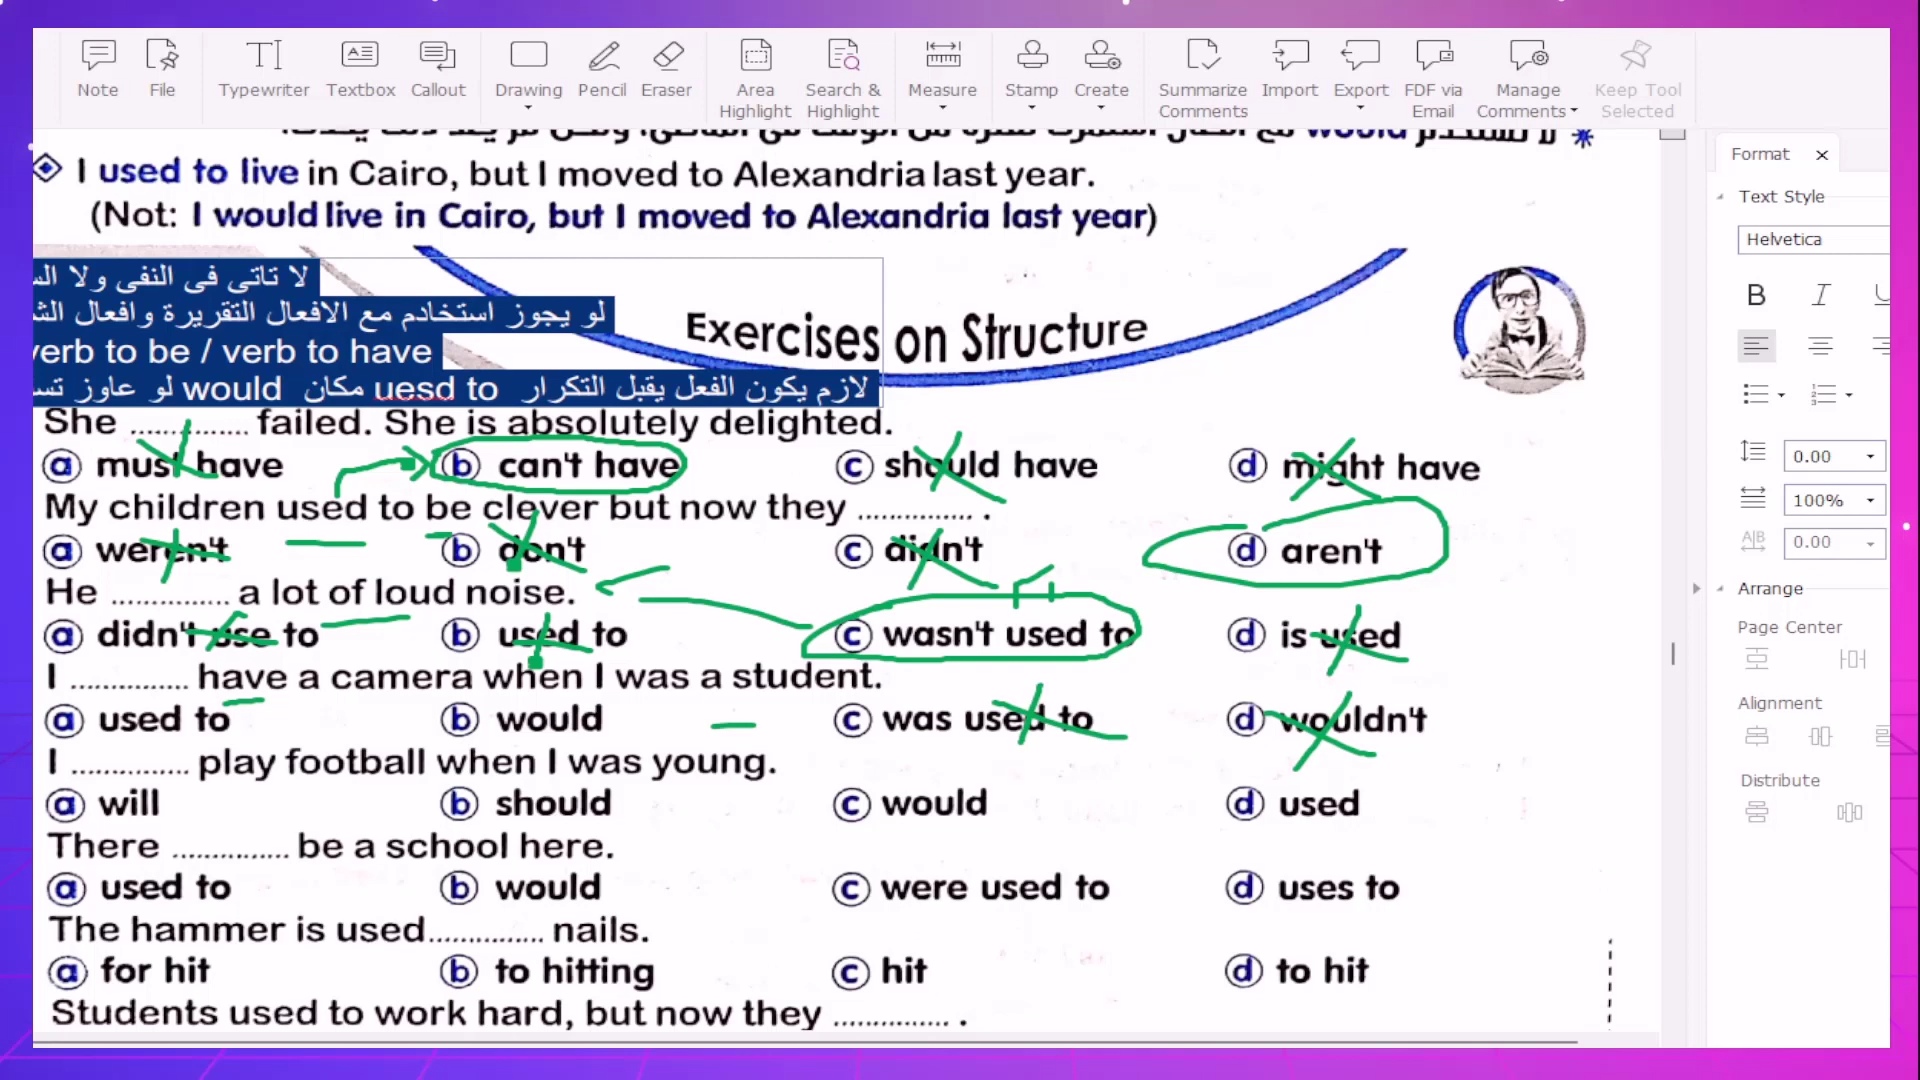 Note
File
Typewriter
Textbox
Callout
Drawing
Pencil
Eraser
Area Highlight
Search & Highlight
Measure
Stamp
Create
Summarize Comments
Import
Export
FDF via Email
Manage Comments
Keep Tool Selected
would
I used to live in Cairo, but I moved to Alexandria last year.
(Not: I would live in Cairo, but I moved to Alexandria last year)
لا تاتى فى النفى ولا
لو يجوز استخادم مع الافعال التقريرة وافعال
verb to be / verb to have
لازم يكون الفعل يقبل التكرار uesd to مكان would لو عاوز
Exercises on Structure
She .............. failed. She is absolutely delighted.
a must have b can't have c should have d might have
My children used to be clever but now they .............. .
a weren't b don't c didn't d aren't
He .............. a lot of loud noise.
a didn't use to b used to c wasn't used to d is used
I .............. have a camera when I was a student.
a used to b would c was used to d wouldn't
I .............. play football when I was young.
a will b should c would d used
There .............. be a school here.
a used to b would c were used to d uses to
The hammer is used.............. nails.
a for hit b to hitting c hit d to hit
Students used to work hard, but now they .............. .
Format
Text Style
Helvetica
B I U
0.00
100%
0.00
Arrange
Page Center
Alignment
Distribute